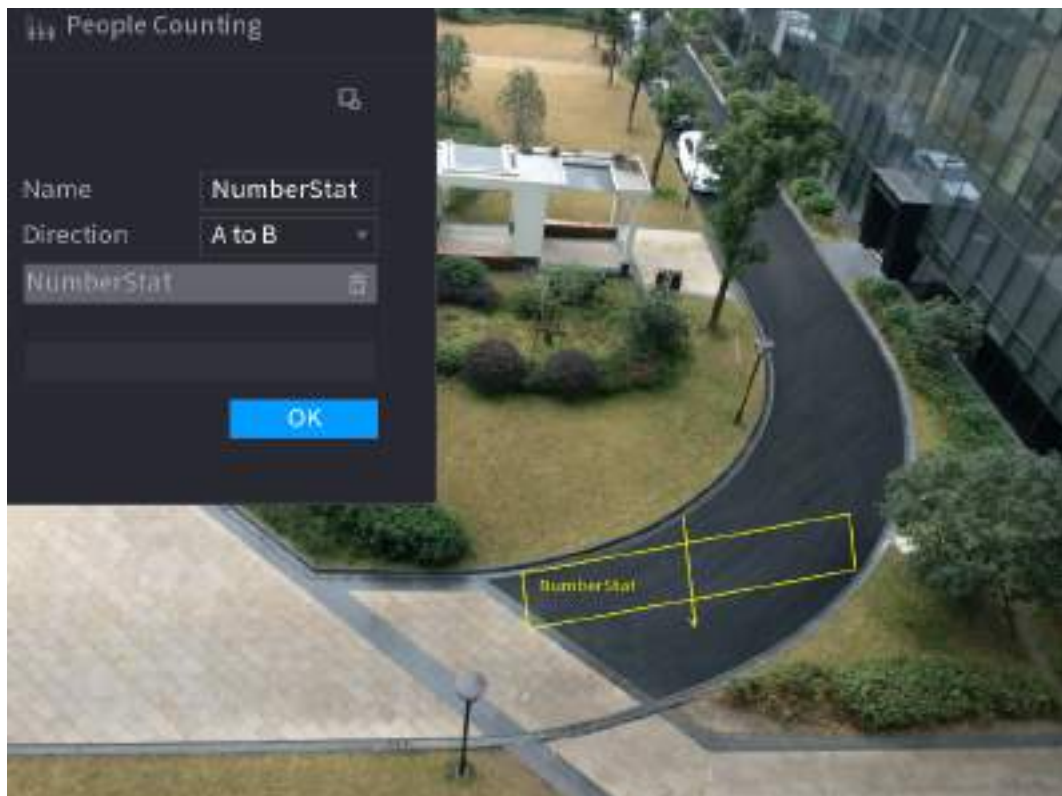 People Counting
Name NumberStat
Direction A to B
NumberStat
OK
NumberStat